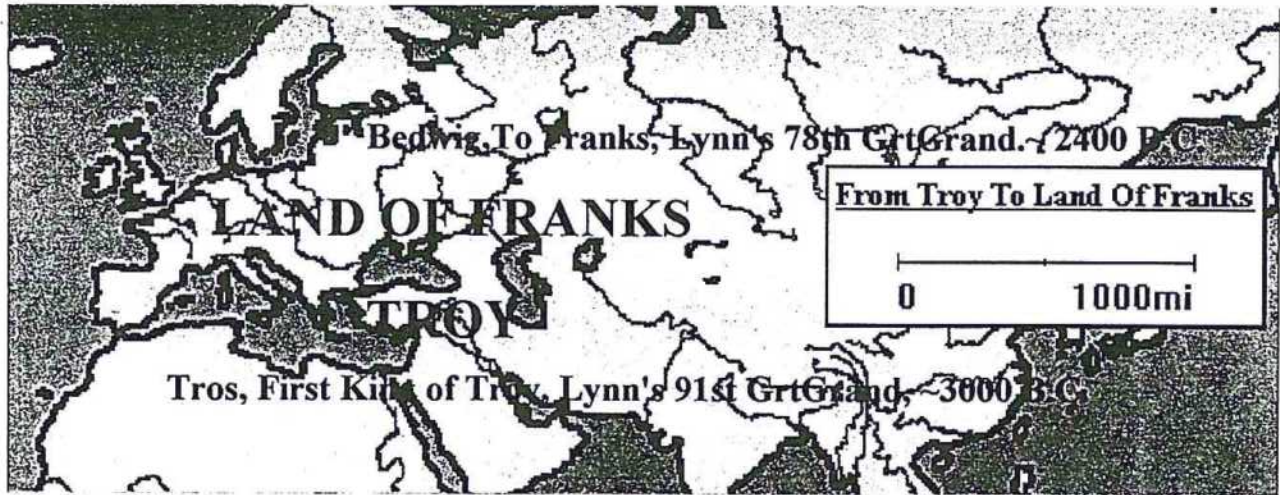 Bedwig,To Franks, Lynn's 78th GrtGrand.~ 2400 B.C.
From Troy To Land Of Franks
LAND OF FRANKS
0 1000mi
TROY
Tros, First King of Troy, Lynn's 91st GrtGrand, ~3000 B.C.